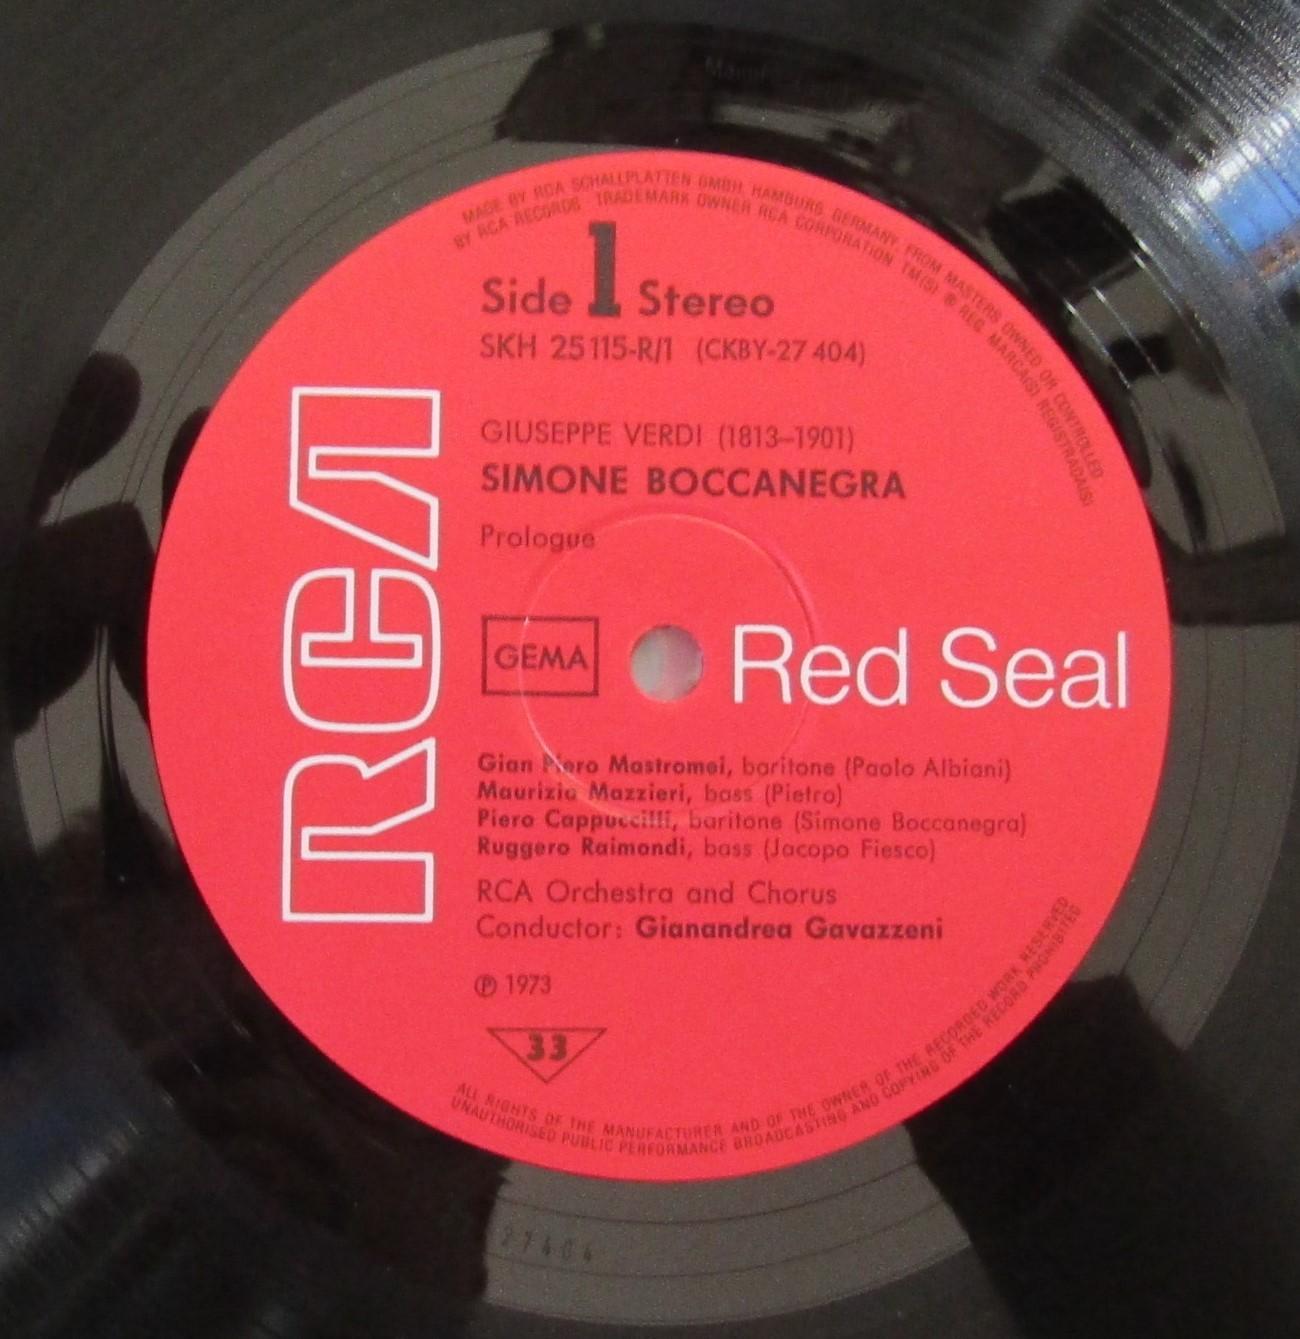 MADE BY RCA SCHALLPLATTEN GMBH, HAMBURG, GERMANY FROM MASTERS OWNED OR CONTROLLED
BY RCA RECORDS TRADEMARK OWNER RCA CORPORATION TM(S) ® REG. MARCA(S) REGISTRADA(S)
Side 1 Stereo
SKH 25115-R/1 (CKBY-27 404)
GIUSEPPE VERDI (1813–1901)
SIMONE BOCCANEGRA
Prologue
RCA
GEMA
Red Seal
Gian Piero Mastromei, baritone (Paolo Albiani)
Maurizio Mazzieri, bass (Pietro)
Piero Cappuccilli, baritone (Simone Boccanegra)
Ruggero Raimondi, bass (Jacopo Fiesco)
RCA Orchestra and Chorus
Conductor: Gianandrea Gavazzeni
℗ 1973
33
ALL RIGHTS OF THE MANUFACTURER AND OF THE OWNER OF THE RECORDED WORK RESERVED
UNAUTHORISED PUBLIC PERFORMANCE BROADCASTING AND COPYING OF THE RECORD PROHIBITED
27404